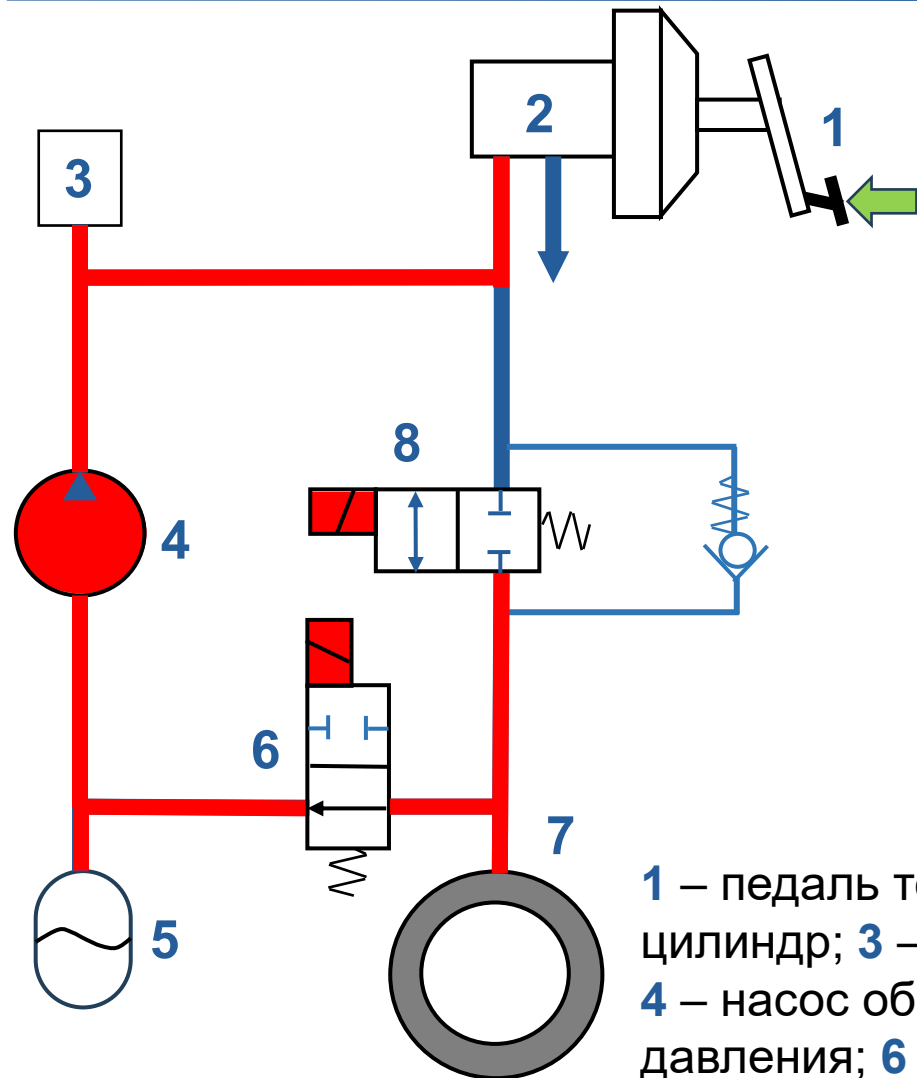 2
1
3
8
4
6
7
5
1 – педаль
цилиндр; 3 –
4 – насос об
давления; 6